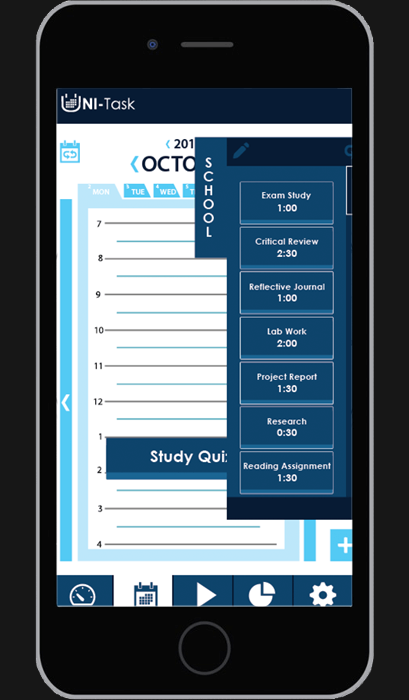 UNI-Task
201
OCTO
MON TUE WED T
SCHOOL
7
8
9
10
11
12
1
2
3
4
Study Qui
Exam Study
1:00
Critical Review
2:30
Reflective Journal
1:00
Lab Work
2:00
Project Report
1:30
Research
0:30
Reading Assignment
1:30